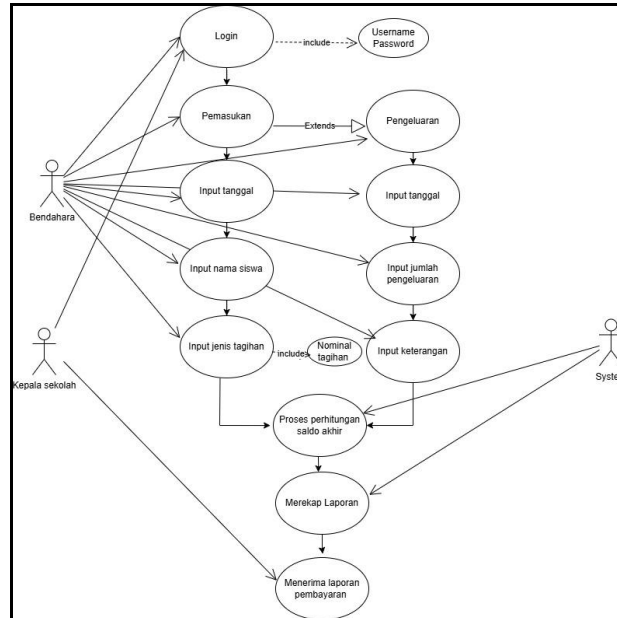 Login
include
Username
Password
Pemasukan
Extends
Pengeluaran
Bendahara
Input tanggal
Input tanggal
Input nama siswa
Input jumlah
pengeluaran
Kepala sekolah
Input jenis tagihan
includes
Nominal
tagihan
Input keterangan
Syste
Proses perhitungan
saldo akhir
Merekap Laporan
Menerima laporan
pembayaran